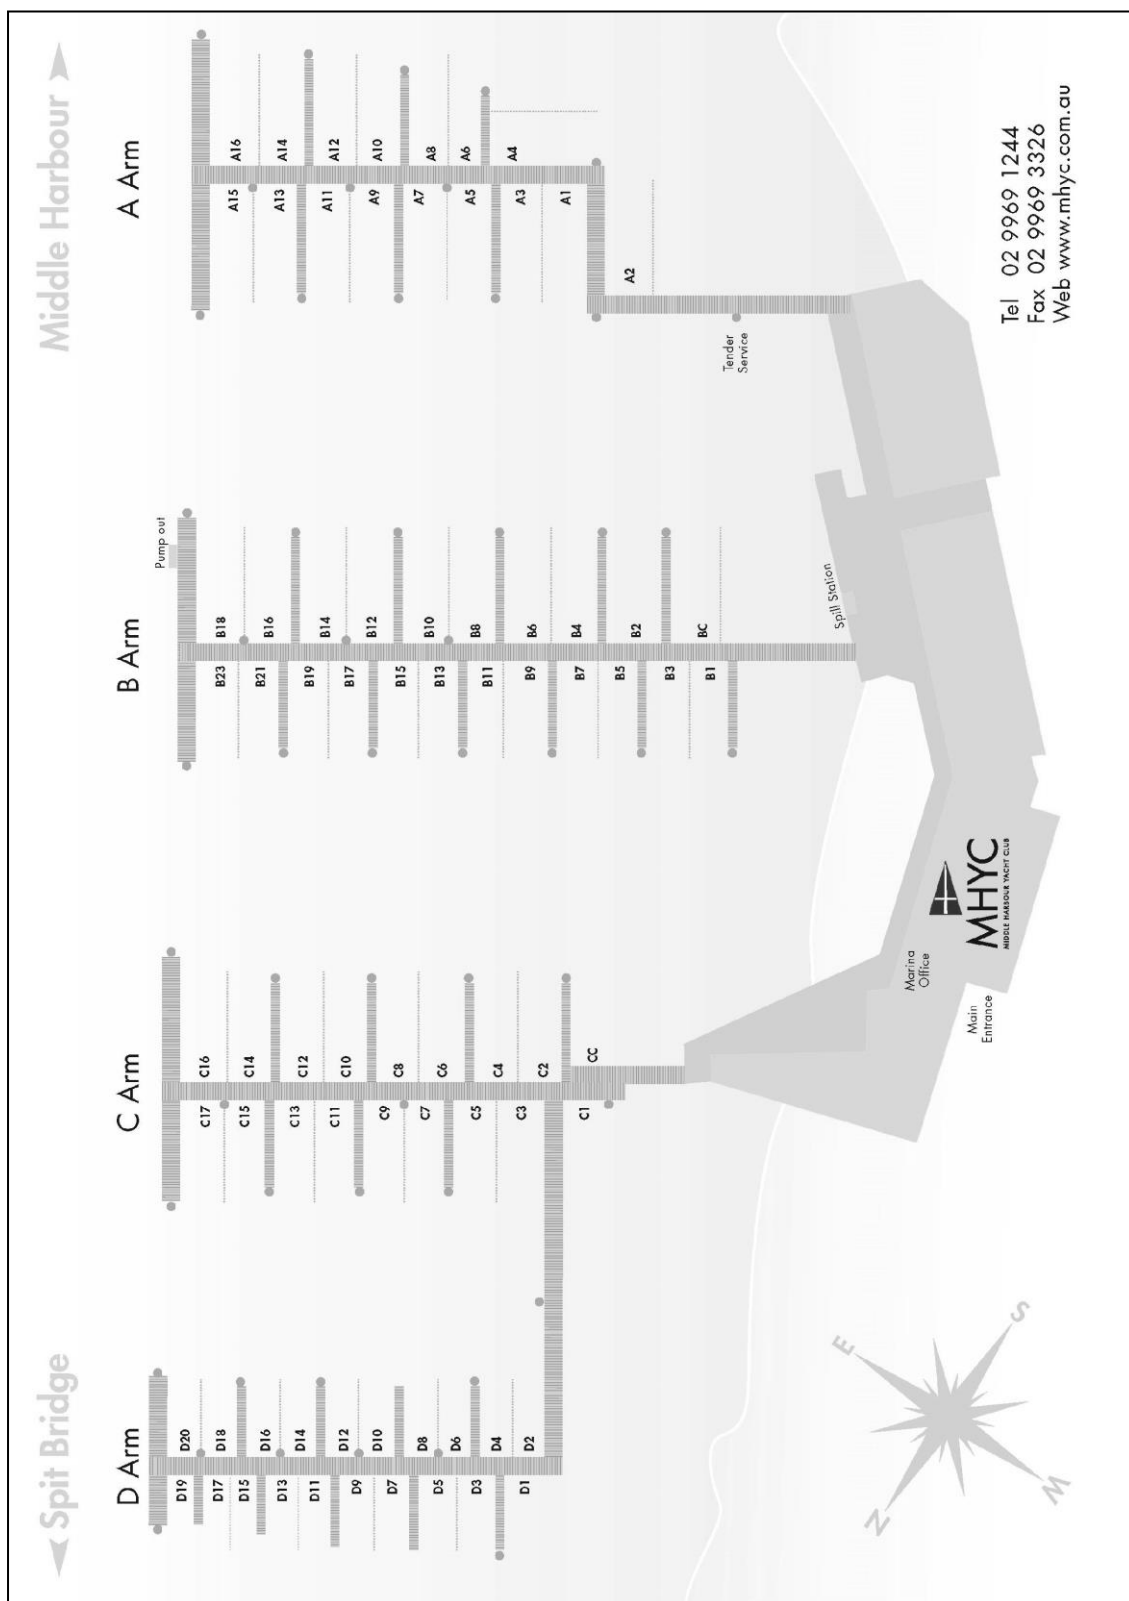 Spit Bridge
Middle Harbour
D Arm
C Arm
B Arm
A Arm
D19
D17
D15
D13
D11
D9
D7
D5
D3
D1
D20
D18
D16
D14
D12
D10
D8
D6
D4
D2
C17
C15
C13
C11
C9
C7
C5
C3
C1
C16
C14
C12
C10
C8
C6
C4
C2
CC
Pump out
B23
B21
B19
B17
B15
B13
B11
B9
B7
B5
B3
B1
B18
B16
B14
B12
B10
B8
B6
B4
B2
BC
A15
A13
A11
A9
A7
A5
A3
A1
A16
A14
A12
A10
A8
A6
A4
A2
Tender
Service
Spill Station
Marina
Office
Main
Entrance
MHYC
MIDDLE HARBOUR YACHT CLUB
N
E
S
W
Tel 02 9969 1244
Fax 02 9969 3326
Web www.mhyc.com.au